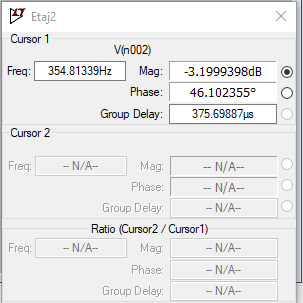 Etaj2
Cursor 1
V(n002)
Freq: 354.81339Hz Mag: -3.1999398dB
Phase: 46.102355°
Group Delay: 375.69887µs
Cursor 2
Freq: -- N/A-- Mag: -- N/A--
Phase: -- N/A--
Group Delay: -- N/A--
Ratio (Cursor2 / Cursor1)
Freq: -- N/A-- Mag: -- N/A--
Phase: -- N/A--
Group Delay: -- N/A--